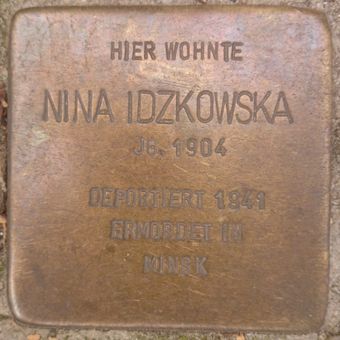 HIER WOHNTE
NINA IDZKOWSKA
JG. 1904
DEPORTIERT 1941
ERMORDET IN
MINSK